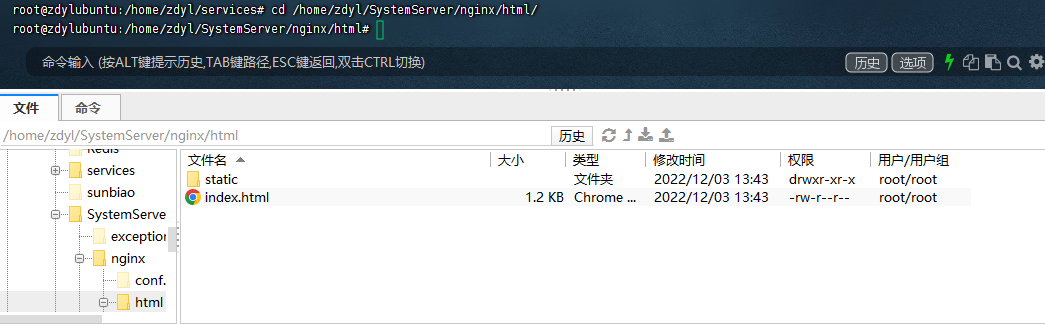 root@zdylubuntu:/home/zdyl/services# cd /home/zdyl/SystemServer/nginx/html/
root@zdylubuntu:/home/zdyl/SystemServer/nginx/html#
命令输入 (按ALT键提示历史,TAB键路径,ESC键返回,双击CTRL切换) 历史 选项
文件 命令
/home/zdyl/SystemServer/nginx/html 历史
Redis
services
sunbiao
SystemServe
exception
nginx
conf.
html
文件名 大小 类型 修改时间 权限 用户/用户组
static 文件夹 2022/12/03 13:43 drwxr-xr-x root/root
index.html 1.2 KB Chrome ... 2022/12/03 13:43 -rw-r--r-- root/root